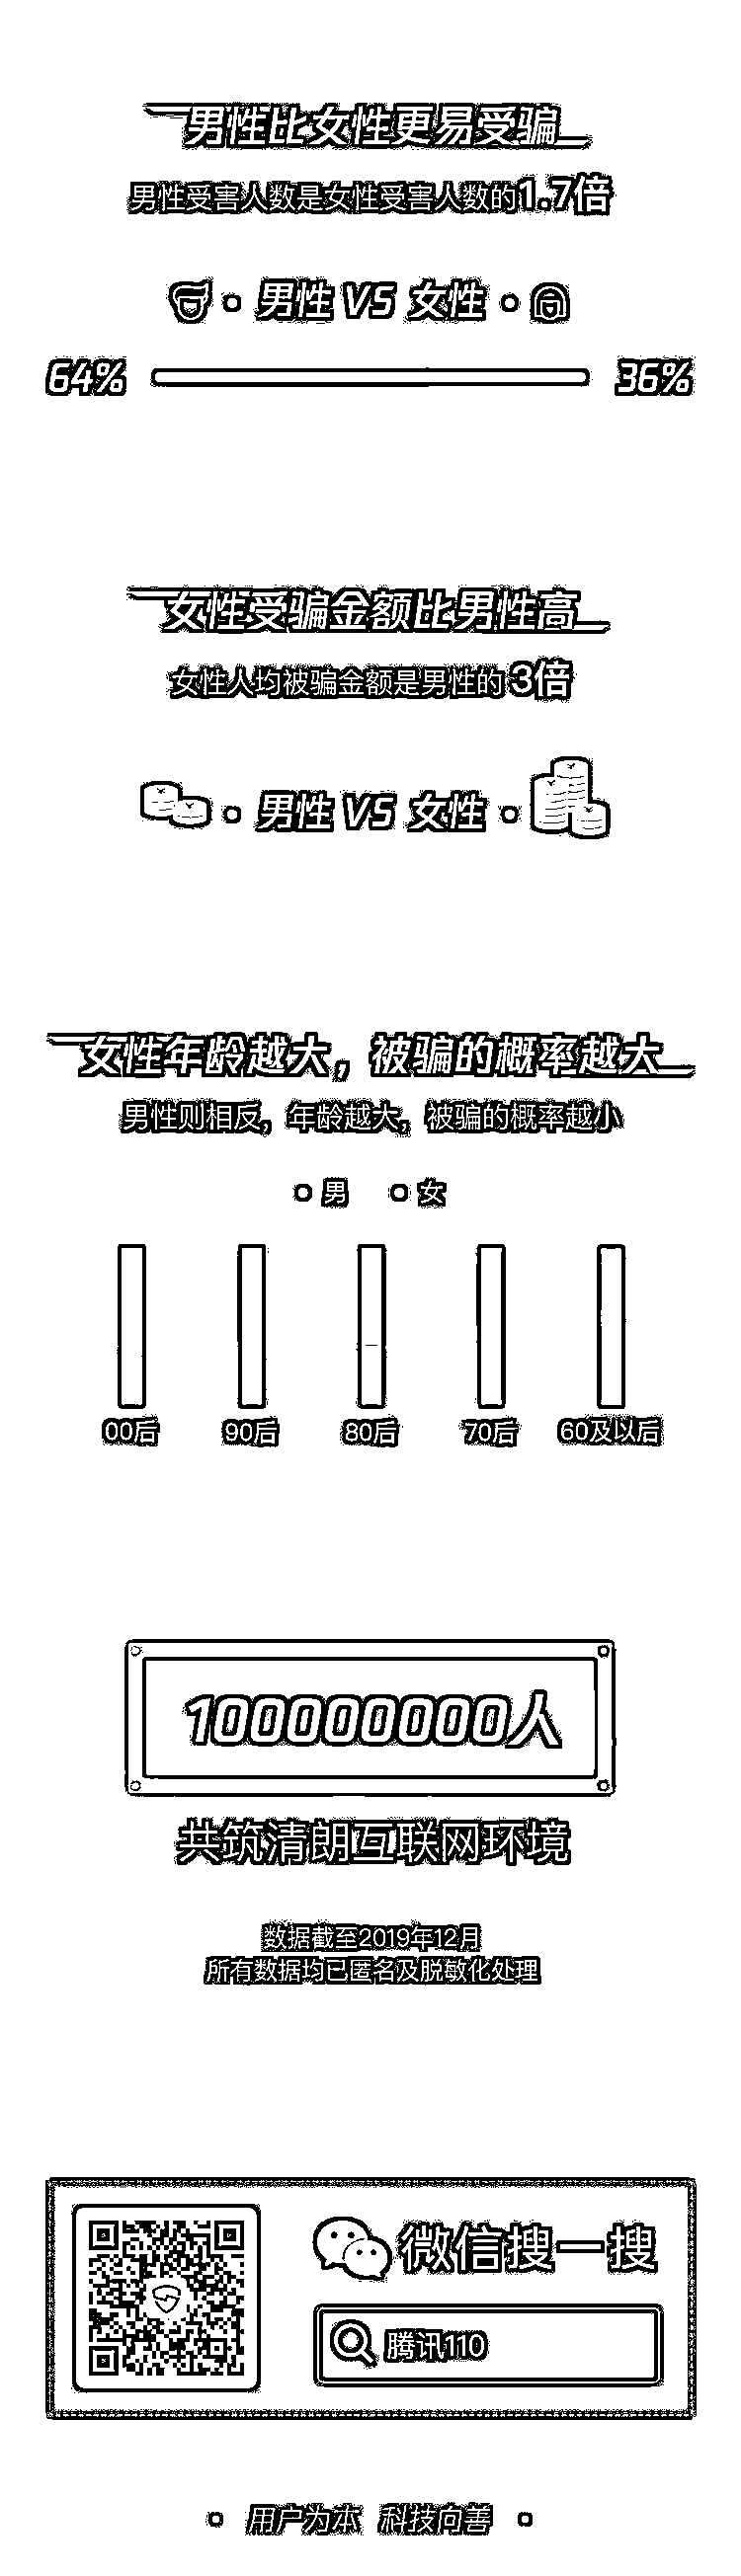 男性比女性更易受骗
男性受害人数是女性受害人数的1.7倍
男性 VS 女性
64% 36%
女性受骗金额比男性高
女性人均被骗金额是男性的3倍
男性 VS 女性
女性年龄越大，被骗的概率越大
男性则相反，年龄越大，被骗的概率越小
男 女
00后 90后 80后 70后 60及以后
100000000人
共筑清朗互联网环境
数据截至2019年12月
所有数据均已匿名及脱敏化处理
微信搜一搜
腾讯110
用户为本 科技向善